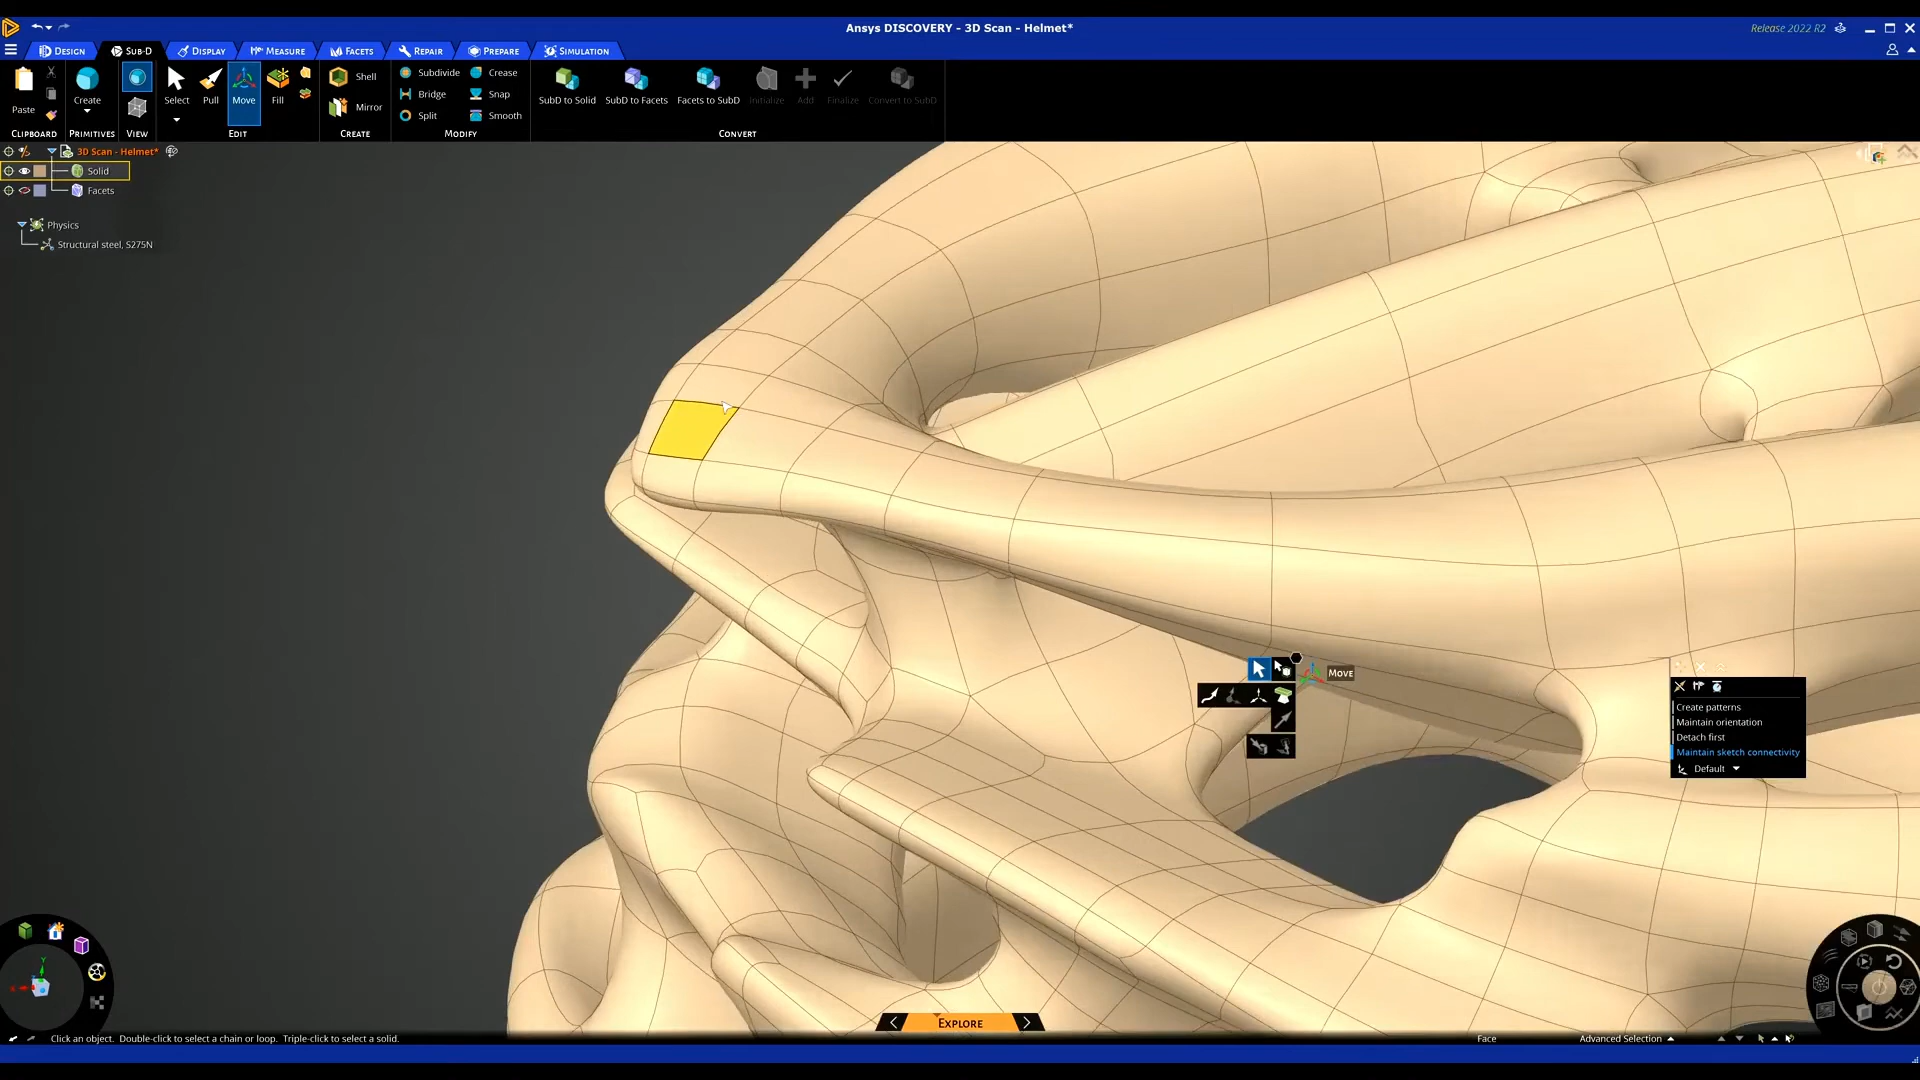 Ansys DISCOVERY - 3D Scan - Helmet*
Release 2022 R2
DESIGN
SUB-D
DISPLAY
MEASURE
FACETS
REPAIR
PREPARE
SIMULATION
Paste
Create
Select
Pull
Move
Fill
Shell
Mirror
Subdivide
Crease
Bridge
Snap
Split
Smooth
SubD to Solid
SubD to Facets
Facets to SubD
Initialize
Add
Finalize
Convert to SubD
CLIPBOARD
PRIMITIVES
VIEW
EDIT
CREATE
MODIFY
CONVERT
3D Scan - Helmet*
Solid
Facets
Physics
Structural steel, S275N
MOVE
Create patterns
Maintain orientation
Detach first
Maintain sketch connectivity
Default
Y
EXPLORE
Click an object. Double-click to select a chain or loop. Triple-click to select a solid.
Face
Advanced Selection